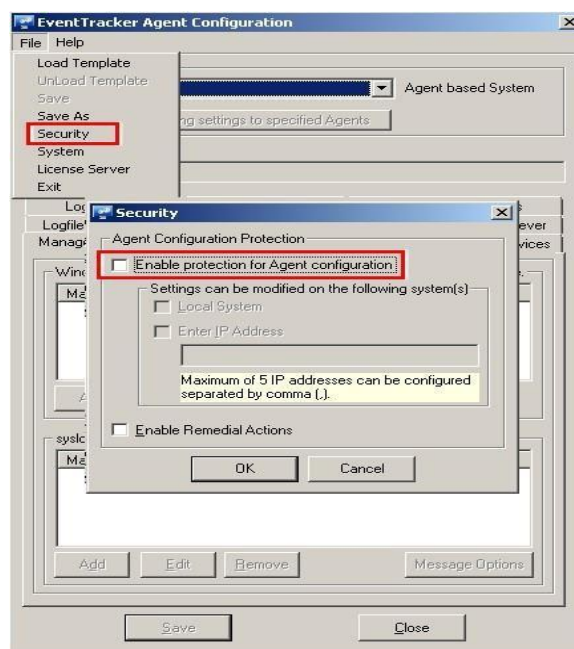 EventTracker Agent Configuration
File Help
Load Template
UnLoad Template
Save
Save As
Security
System
License Server
Exit
Agent based System
settings to specified Agents
Security
Agent Configuration Protection
Enable protection for Agent configuration
Settings can be modified on the following system(s)
Local System
Enter IP Address
Maximum of 5 IP addresses can be configured
separated by comma (,).
Enable Remedial Actions
OK Cancel
Add Edit Remove Message Options
Save Close